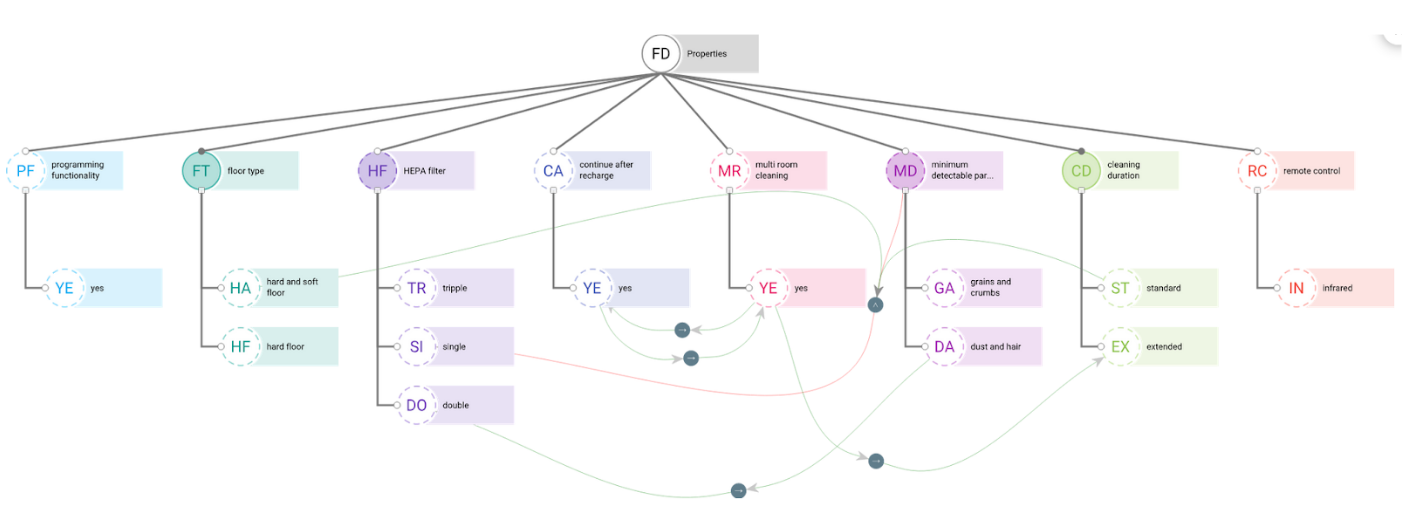 FD Properties
PF programming
functionality
FT floor type
HF HEPA filter
CA continue after
recharge
MR multi room
cleaning
MD minimum
detectable par...
CD cleaning
duration
RC remote control
YE yes
HA hard and soft
floor
TR tripple
YE yes
YE yes
GA grains and
crumbs
ST standard
IN infrared
HF hard floor
SI single
DA dust and hair
EX extended
DO double